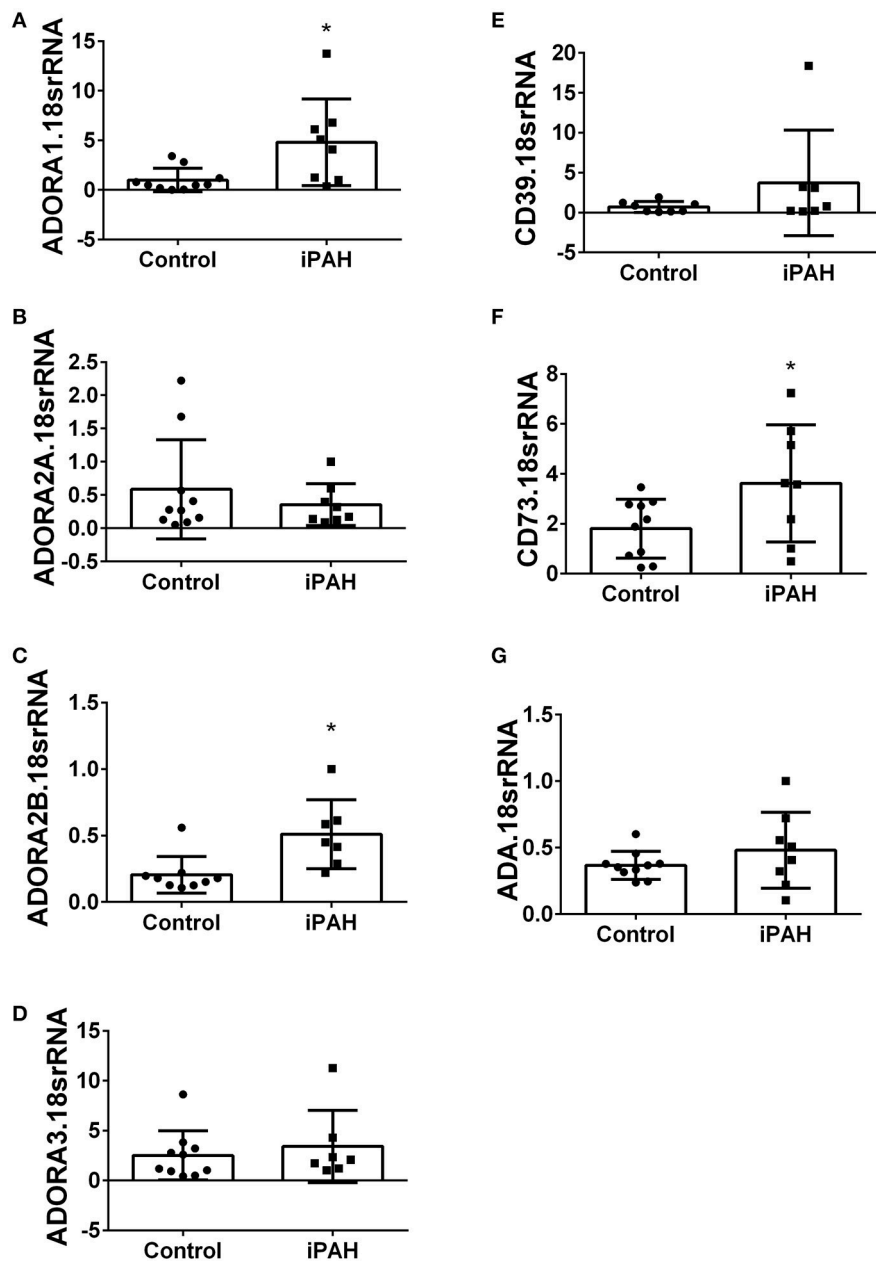 A
ADORA1.18srRNA
15
10
5
0
-5
*
Control iPAH
B
ADORA2A.18srRNA
2.5
2.0
1.5
1.0
0.5
0.0
-0.5
Control iPAH
C
ADORA2B.18srRNA
1.5
1.0
0.5
0.0
*
Control iPAH
D
ADORA3.18srRNA
15
10
5
0
-5
Control iPAH
E
CD39.18srRNA
20
15
10
5
0
-5
Control iPAH
F
CD73.18srRNA
8
6
4
2
0
*
Control iPAH
G
ADA.18srRNA
1.5
1.0
0.5
0.0
Control iPAH